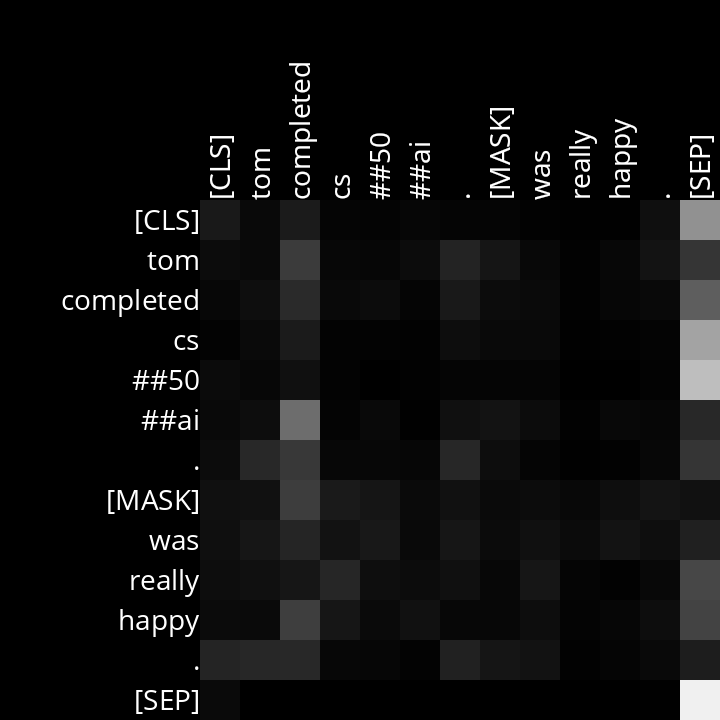 [CLS] tom completed cs ##50 ##ai . [MASK] was really happy . [SEP]
[CLS]
tom
completed
cs
##50
##ai
.
[MASK]
was
really
happy
.
[SEP]